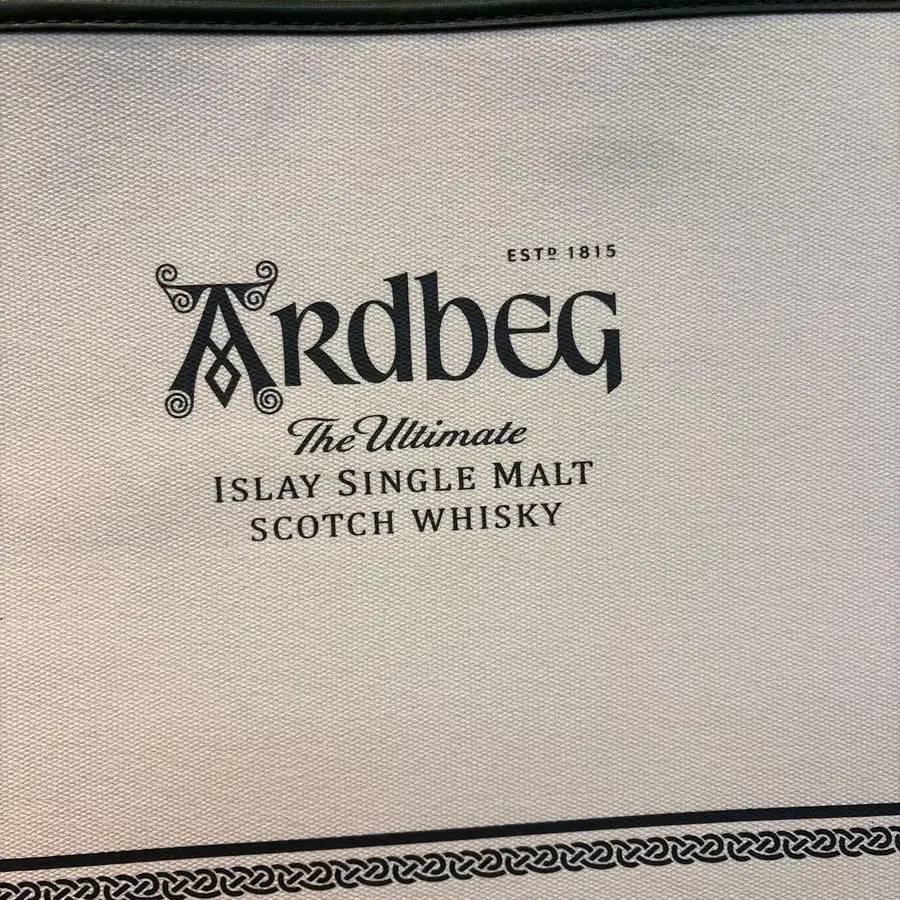 ESTD 1815
ARdbEG
The Ultimate
ISLAY SINGLE MALT
SCOTCH WHISKY